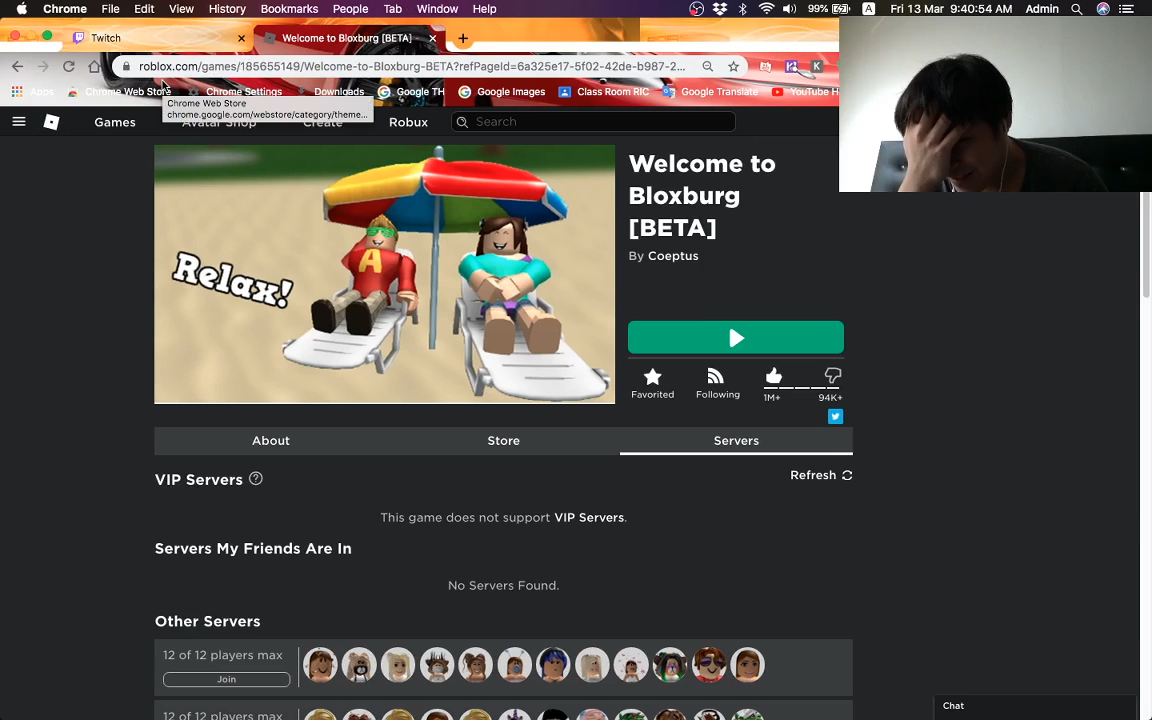 Chrome File Edit View History Bookmarks People Tab Window Help 99% A Fri 13 Mar 9:40:54 AM Admin
Twitch Welcome to Bloxburg [BETA] -
roblox.com/games/185655149/Welcome-to-Bloxburg-BETA?refPageId=6a325e17-5f02-42de-b987-2... K
Apps Chrome Web Store Chrome Settings Downloads Google TH Google Images Class Room RIC Google Translate YouTube H
Chrome Web Store
chrome.google.com/webstore/category/theme...
Games Avatar Shop Create Robux Search
Relax!
A
Welcome to
Bloxburg
[BETA]
By Coeptus
Favorited Following 1M+ 94K+
About Store Servers
VIP Servers ? Refresh
This game does not support VIP Servers.
Servers My Friends Are In
No Servers Found.
Other Servers
12 of 12 players max
Join
12 of 12 players max
Chat